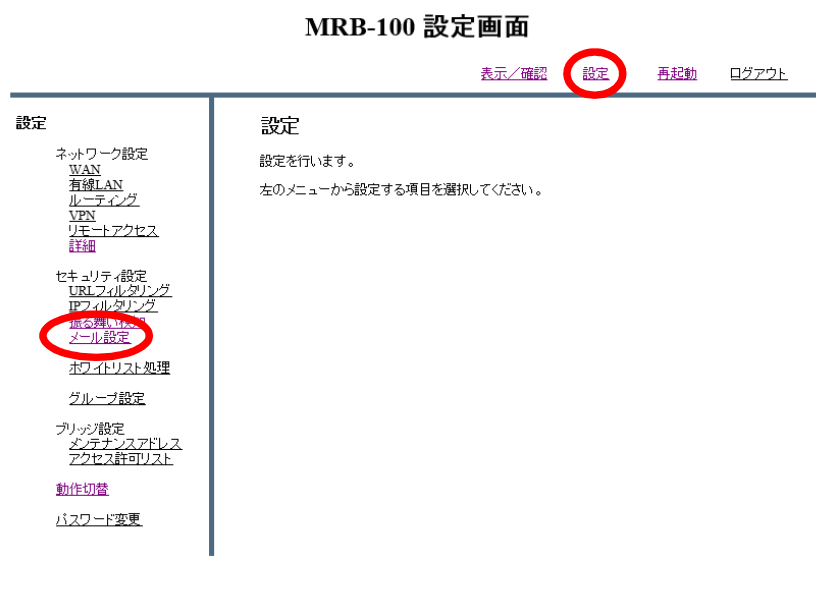 MRB-100 設定画面
表示／確認 設定 再起動 ログアウト
設定
ネットワーク設定
WAN
有線LAN
ルーティング
VPN
リモートアクセス
詳細
セキュリティ設定
URLフィルタリング
IPフィルタリング
振る舞い検知
メール設定
ホワイトリスト処理
グループ設定
ブリッジ設定
メンテナンスアドレス
アクセス許可リスト
動作切替
パスワード変更
設定
設定を行います。
左のメニューから設定する項目を選択してください。